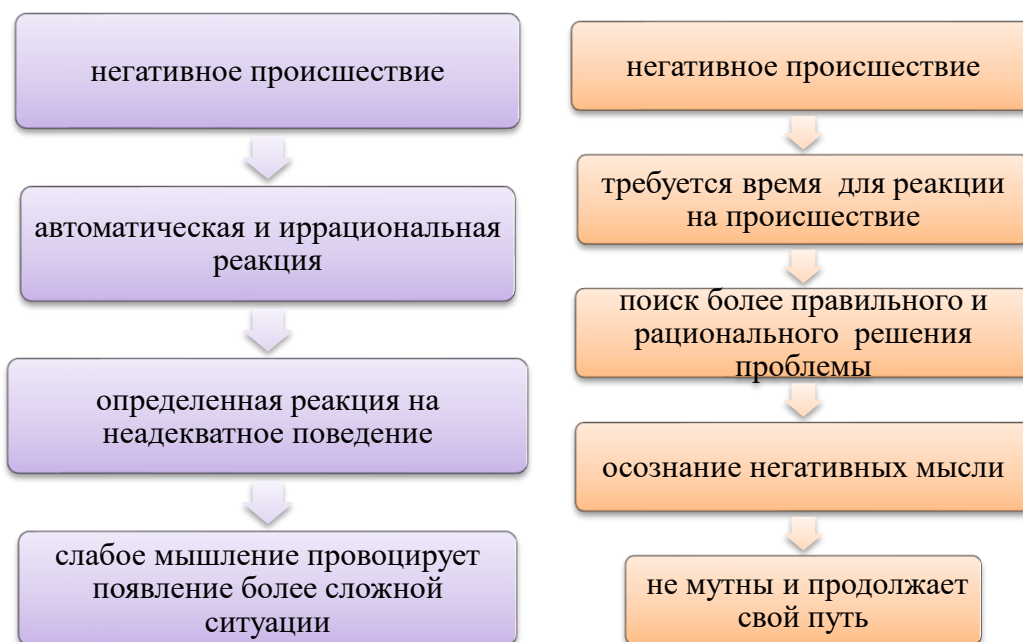 негативное происшествие
автоматическая и иррациональная
реакция
определенная реакция на
неадекватное поведение
слабое мышление провоцирует
появление более сложной
ситуации
негативное происшествие
требуется время для реакции
на происшествие
поиск более правильного и
рационального решения
проблемы
осознание негативных мысли
не мутны и продолжает
свой путь